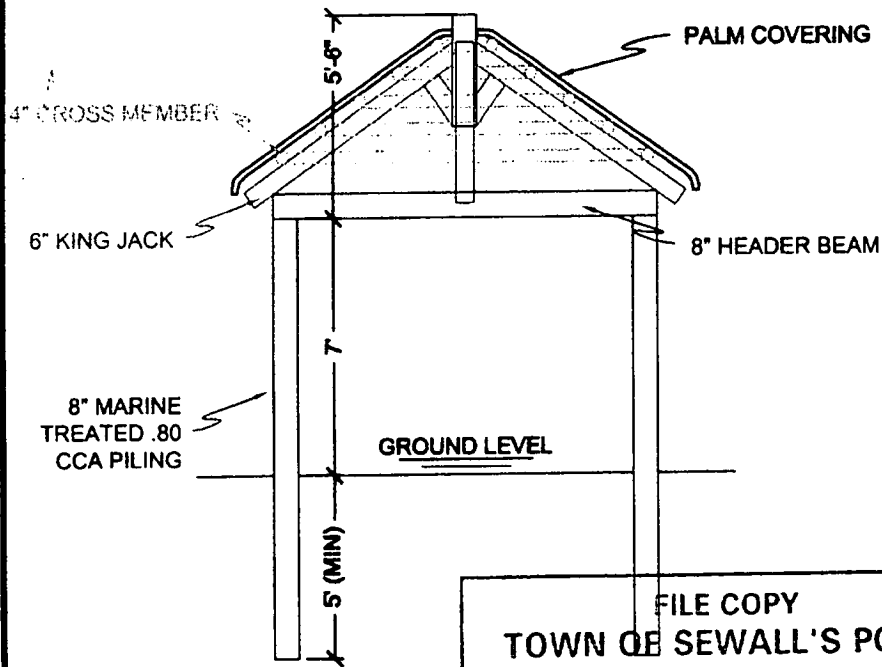 5'-6"
PALM COVERING
4" CROSS MEMBER
6" KING JACK
8" HEADER BEAM
7'
8" MARINE
TREATED .80
CCA PILING
GROUND LEVEL
5' (MIN)
FILE COPY
TOWN OF SEWALL'S PO